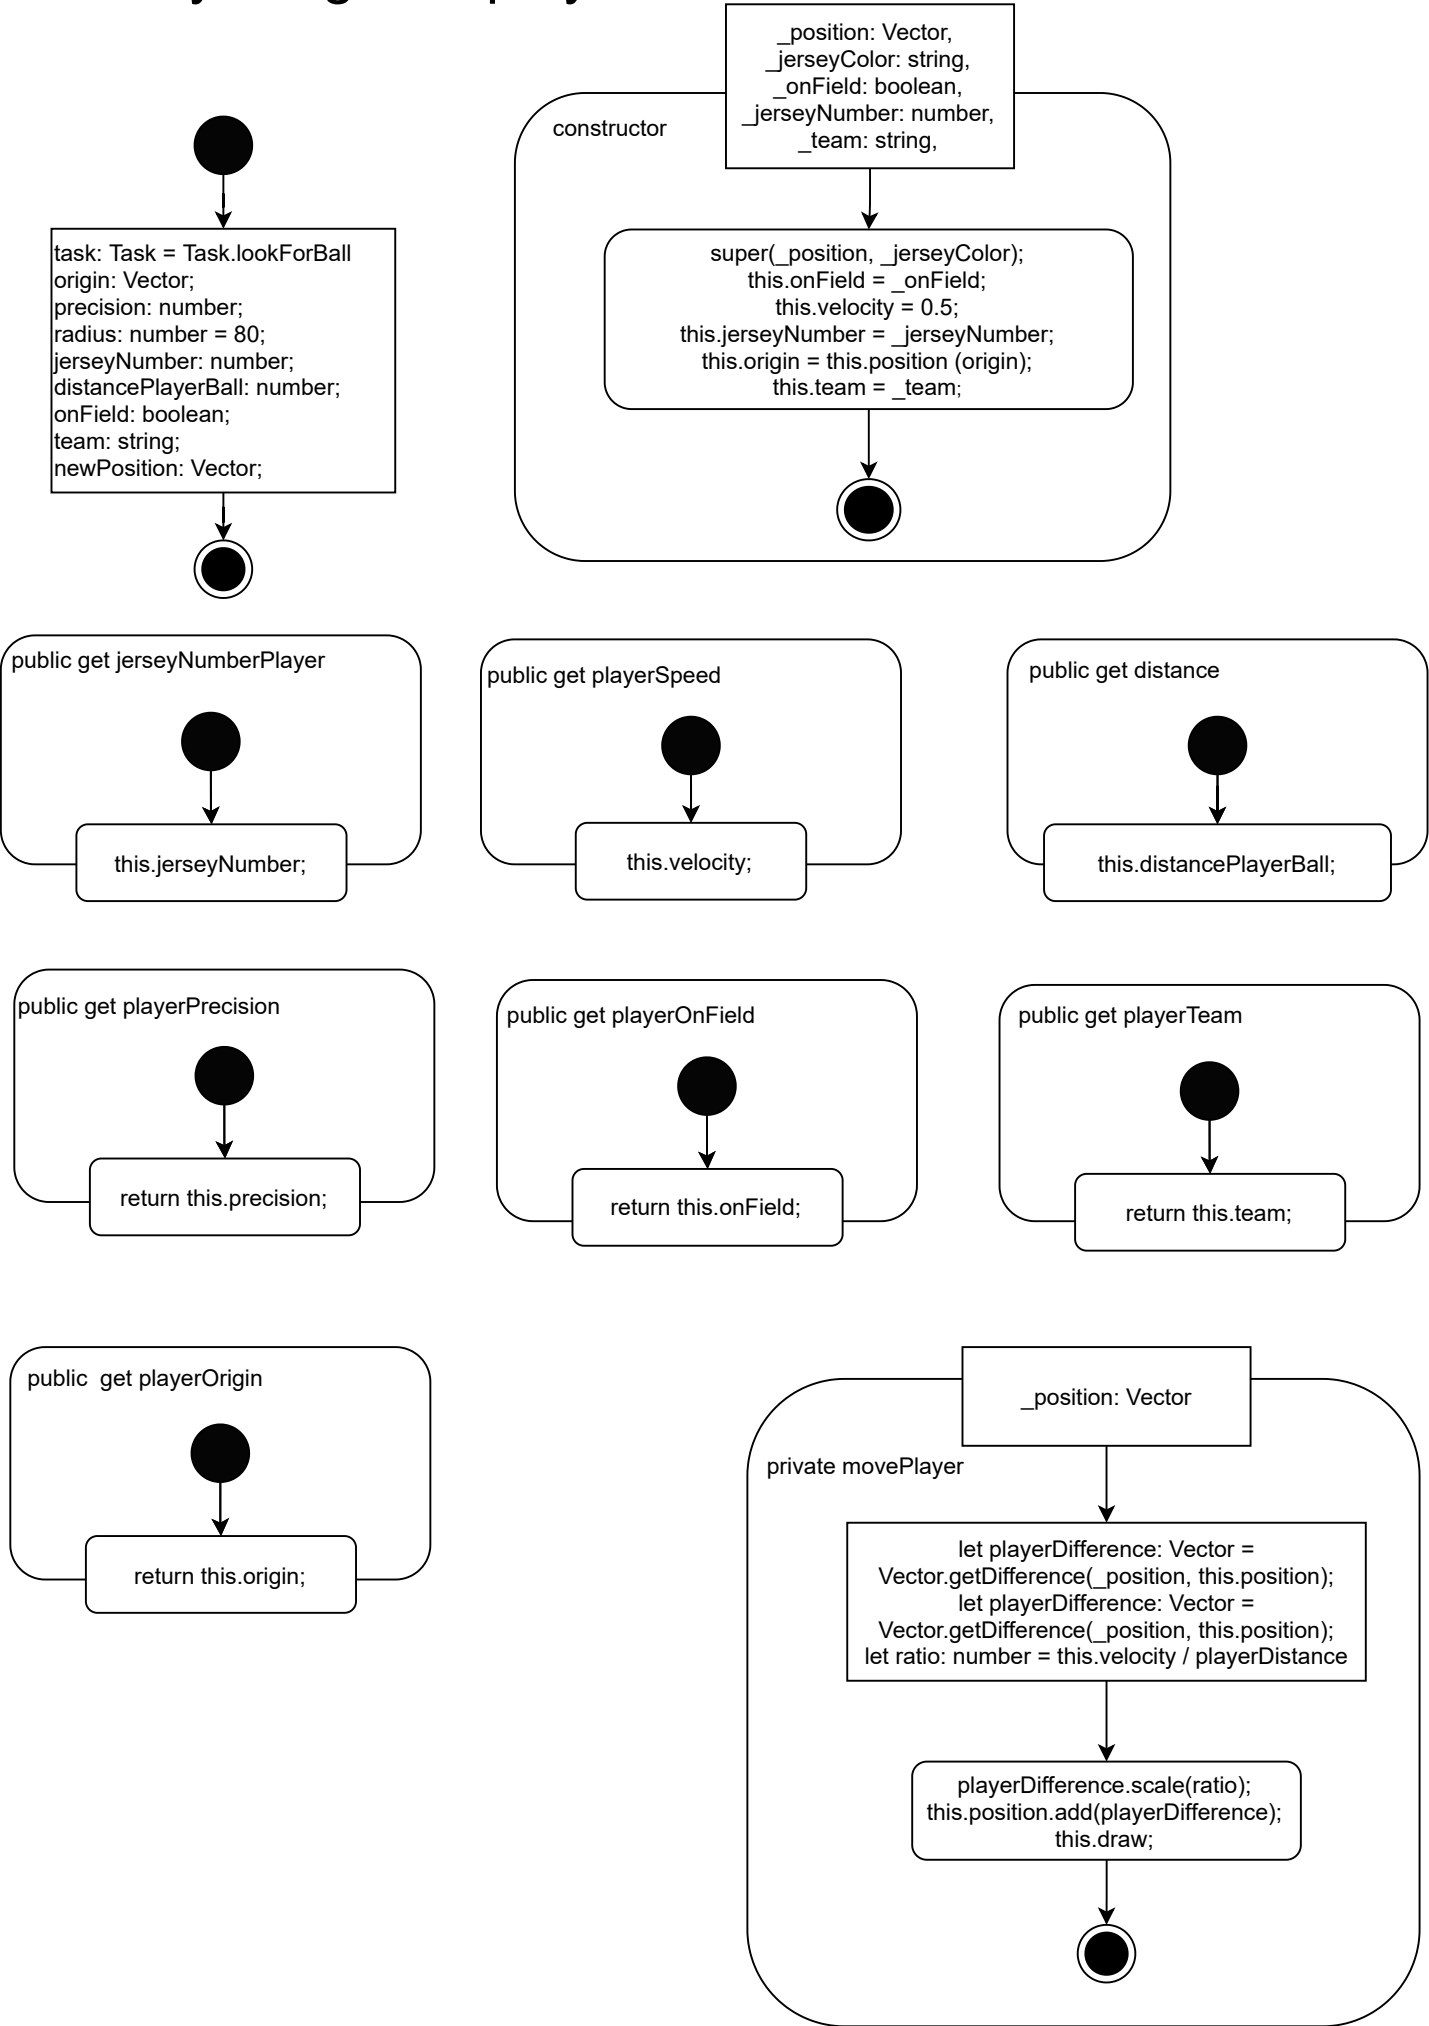 _position: Vector,
_jerseyColor: string,
_onField: boolean,
_jerseyNumber: number,
_team: string,
constructor
task: Task = Task.lookForBall
origin: Vector;
precision: number;
radius: number = 80;
jerseyNumber: number;
distancePlayerBall: number;
onField: boolean;
team: string;
newPosition: Vector;
super(_position, _jerseyColor);
this.onField = _onField;
this.velocity = 0.5;
this.jerseyNumber = _jerseyNumber;
this.origin = this.position (origin);
this.team = _team;
public get jerseyNumberPlayer
this.jerseyNumber;
public get playerSpeed
this.velocity;
public get distance
this.distancePlayerBall;
public get playerPrecision
return this.precision;
public get playerOnField
return this.onField;
public get playerTeam
return this.team;
public  get playerOrigin
return this.origin;
_position: Vector
private movePlayer
let playerDifference: Vector =
Vector.getDifference(_position, this.position);
let playerDifference: Vector =
Vector.getDifference(_position, this.position);
let ratio: number = this.velocity / playerDistance
playerDifference.scale(ratio);
this.position.add(playerDifference);
this.draw;